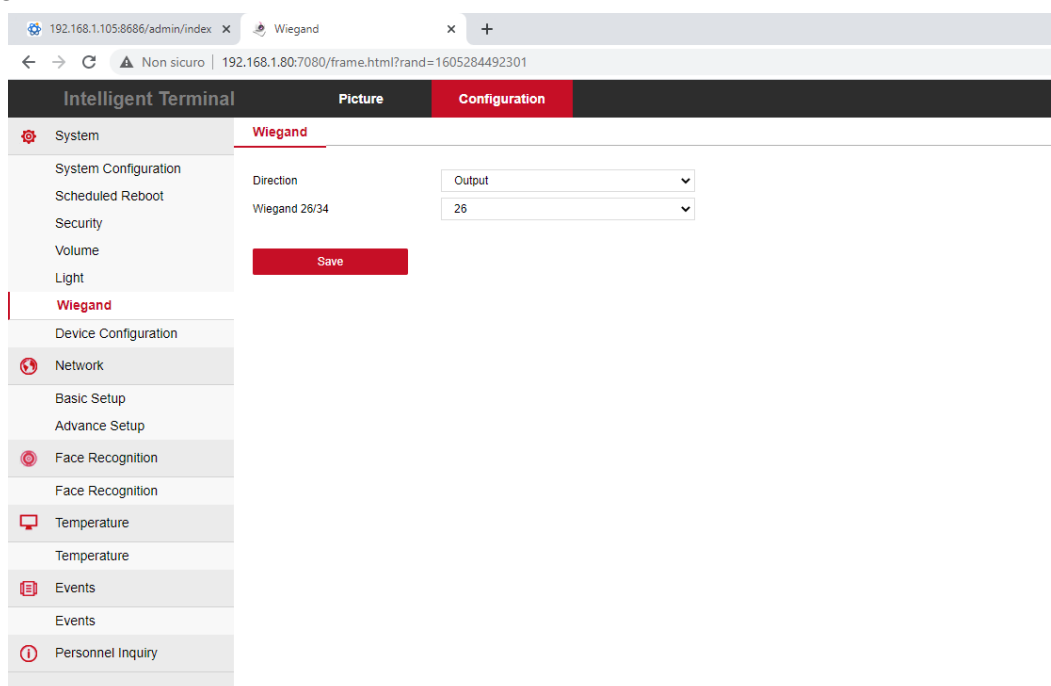 192.168.1.105:8686/admin/index
Wiegand
Non sicuro | 192.168.1.80:7080/frame.html?rand=1605284492301
Intelligent Terminal Picture Configuration
System
System Configuration
Scheduled Reboot
Security
Volume
Light
Wiegand
Device Configuration
Network
Basic Setup
Advance Setup
Face Recognition
Face Recognition
Temperature
Temperature
Events
Events
Personnel Inquiry
Wiegand
Direction Output
Wiegand 26/34 26
Save